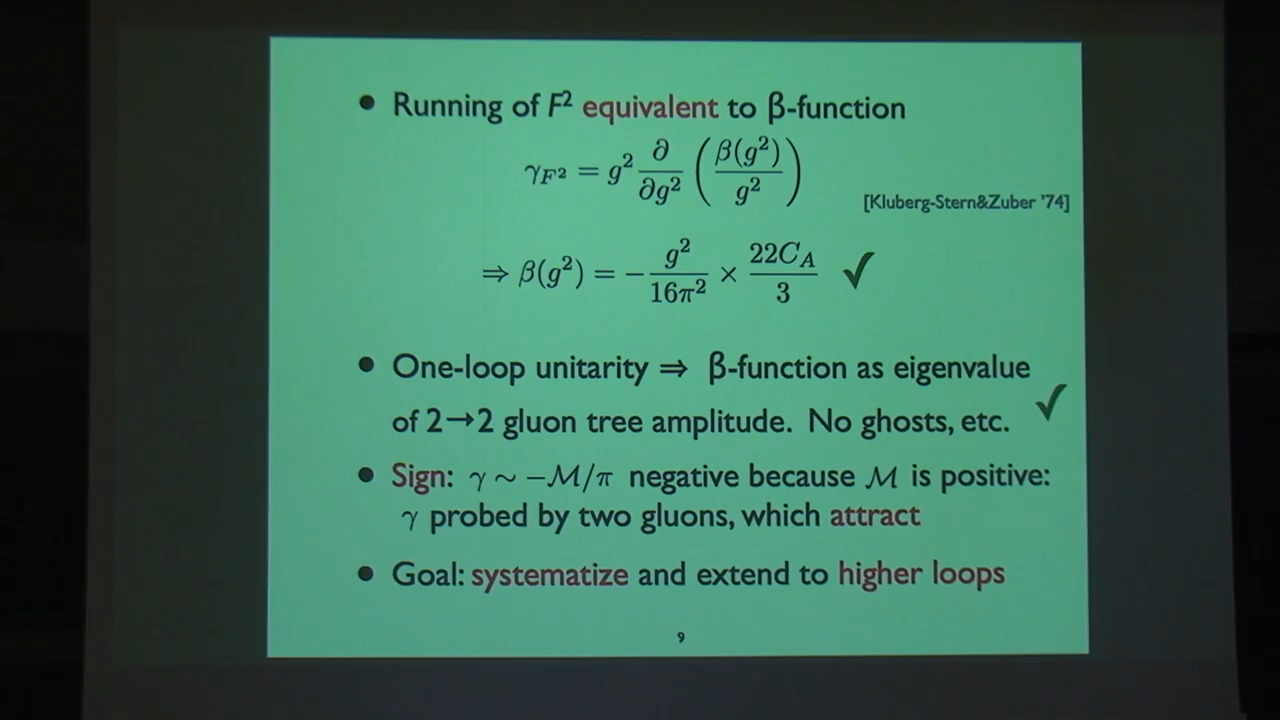 • Running of F² equivalent to β-function
γ_{F²} = g² ∂/∂g² (β(g²)/g²)
[Kluberg-Stern&Zuber '74]
⇒ β(g²) = − g²/16π² × 22C_A/3 ✓
• One-loop unitarity ⇒ β-function as eigenvalue
of 2→2 gluon tree amplitude. No ghosts, etc. ✓
• Sign: γ ∼ −ℳ/π negative because ℳ is positive:
γ probed by two gluons, which attract
• Goal: systematize and extend to higher loops
9